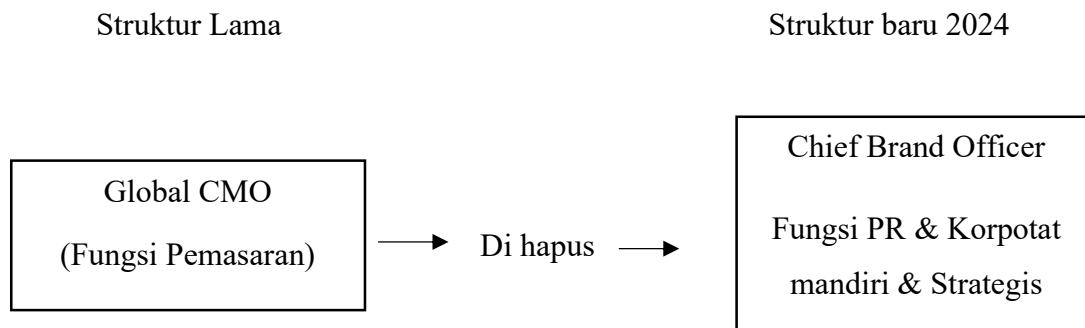 Struktur Lama
Struktur baru 2024
Global CMO
(Fungsi Pemasaran)
Di hapus
Chief Brand Officer
Fungsi PR & Korpotat
mandiri & Strategis